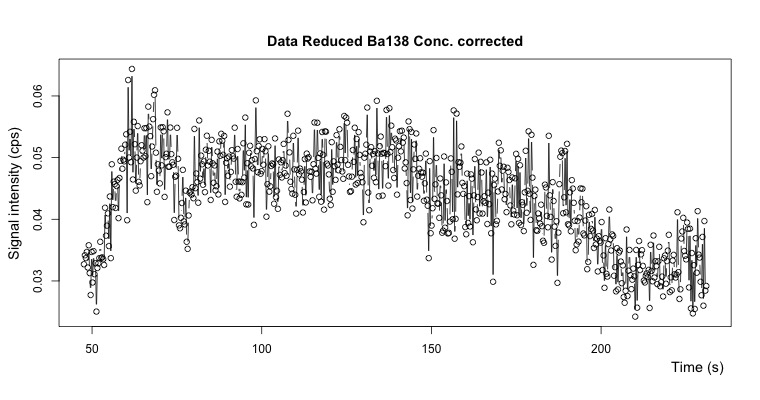 Data Reduced Ba138 Conc. corrected
Signal intensity (cps)
0.06
0.05
0.04
0.03
50 100 150 200
Time (s)